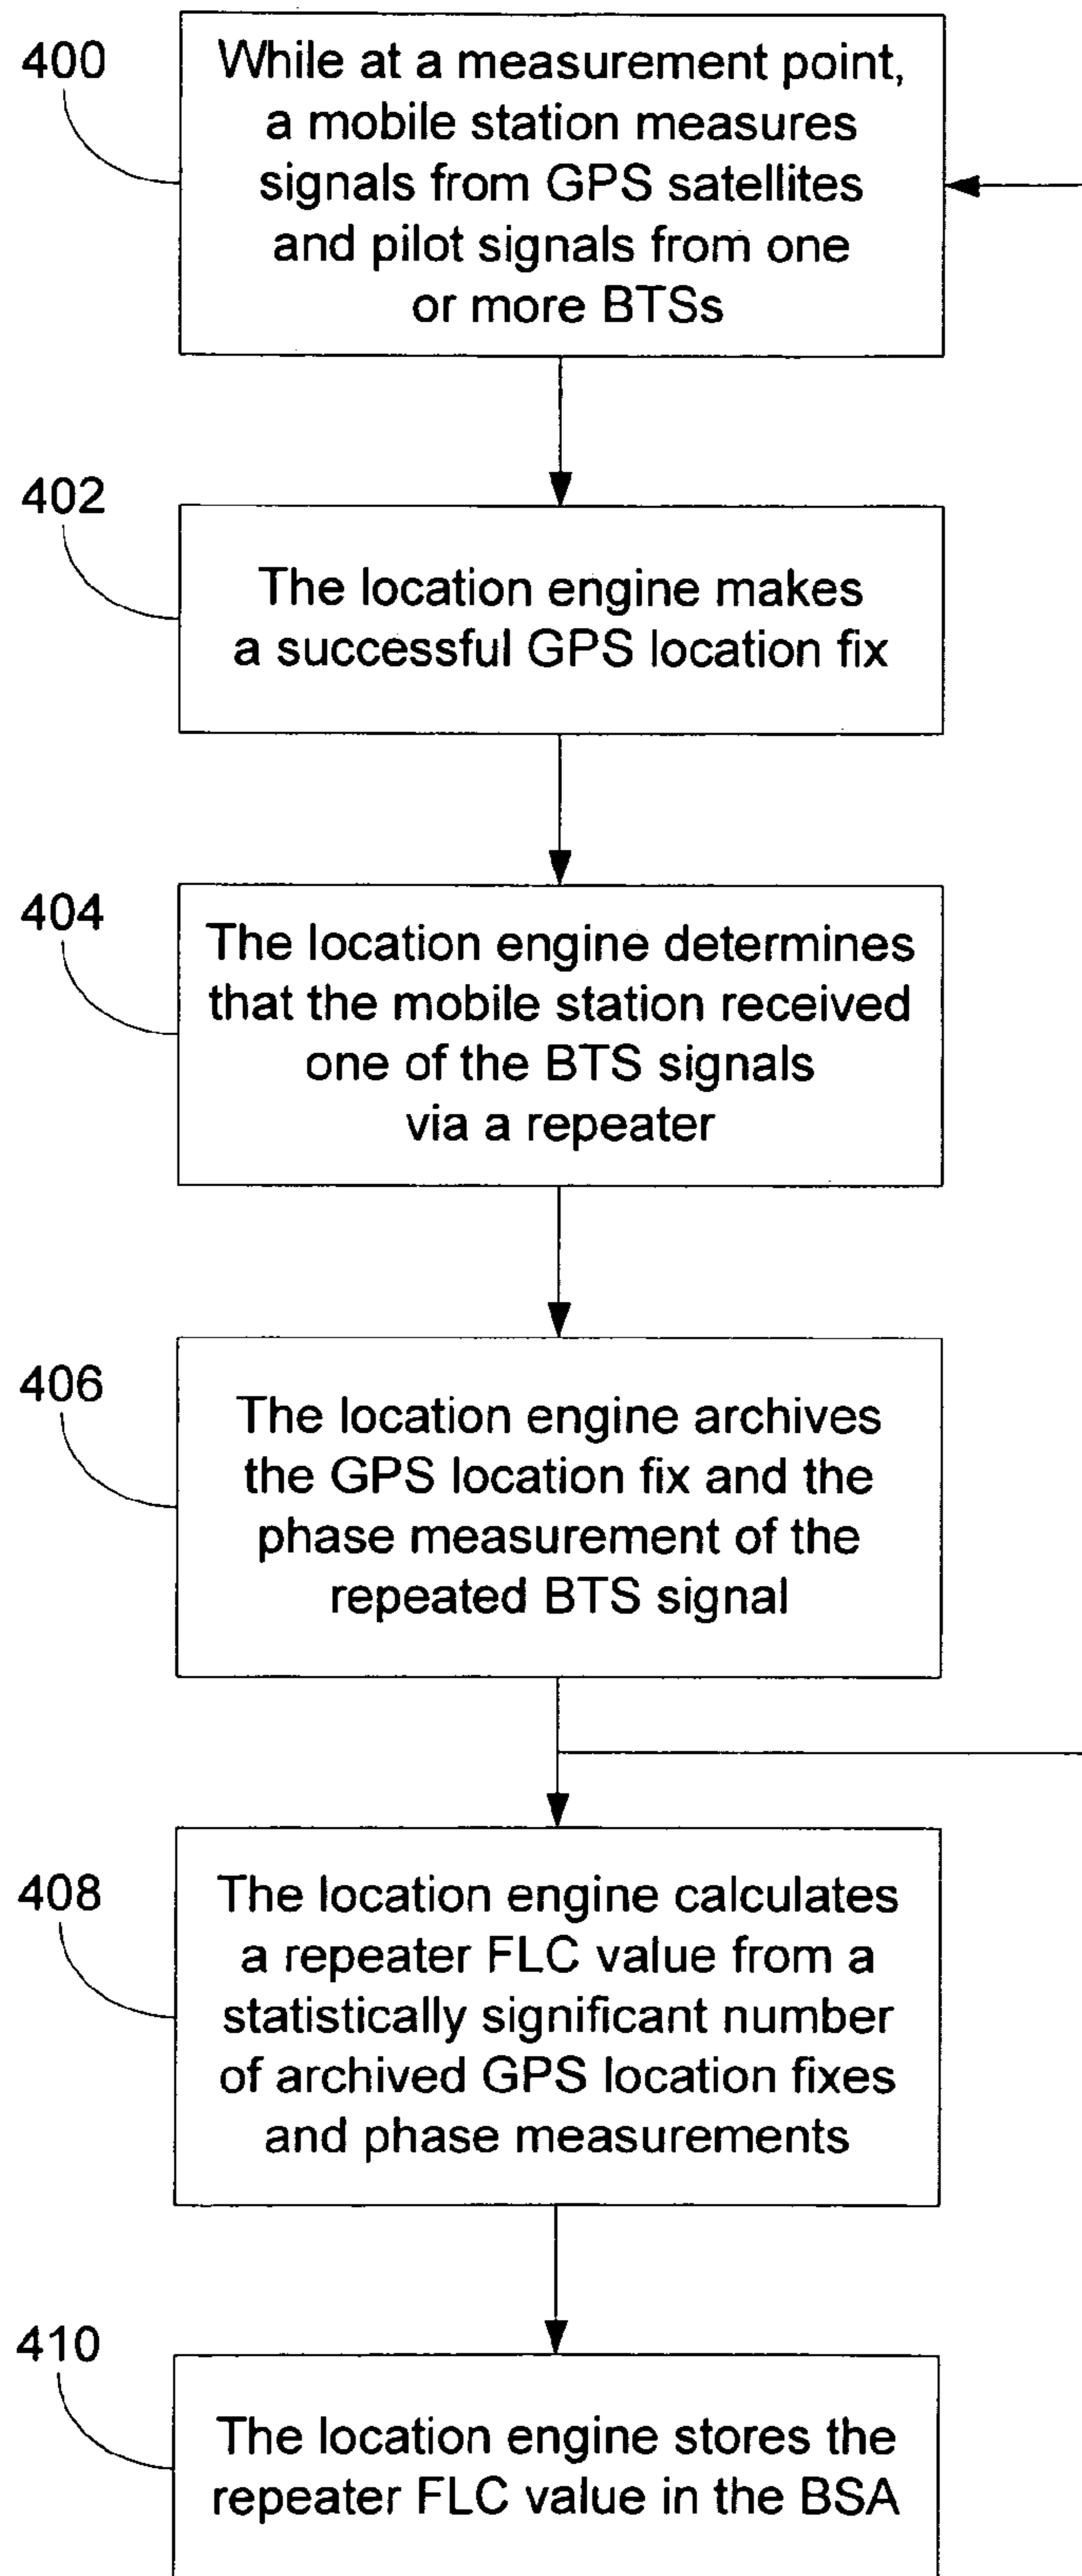 400
While at a measurement point,
a mobile station measures
signals from GPS satellites
and pilot signals from one
or more BTSs
402
The location engine makes
a successful GPS location fix
404
The location engine determines
that the mobile station received
one of the BTS signals
via a repeater
406
The location engine archives
the GPS location fix and the
phase measurement of the
repeated BTS signal
408
The location engine calculates
a repeater FLC value from a
statistically significant number
of archived GPS location fixes
and phase measurements
410
The location engine stores the
repeater FLC value in the BSA